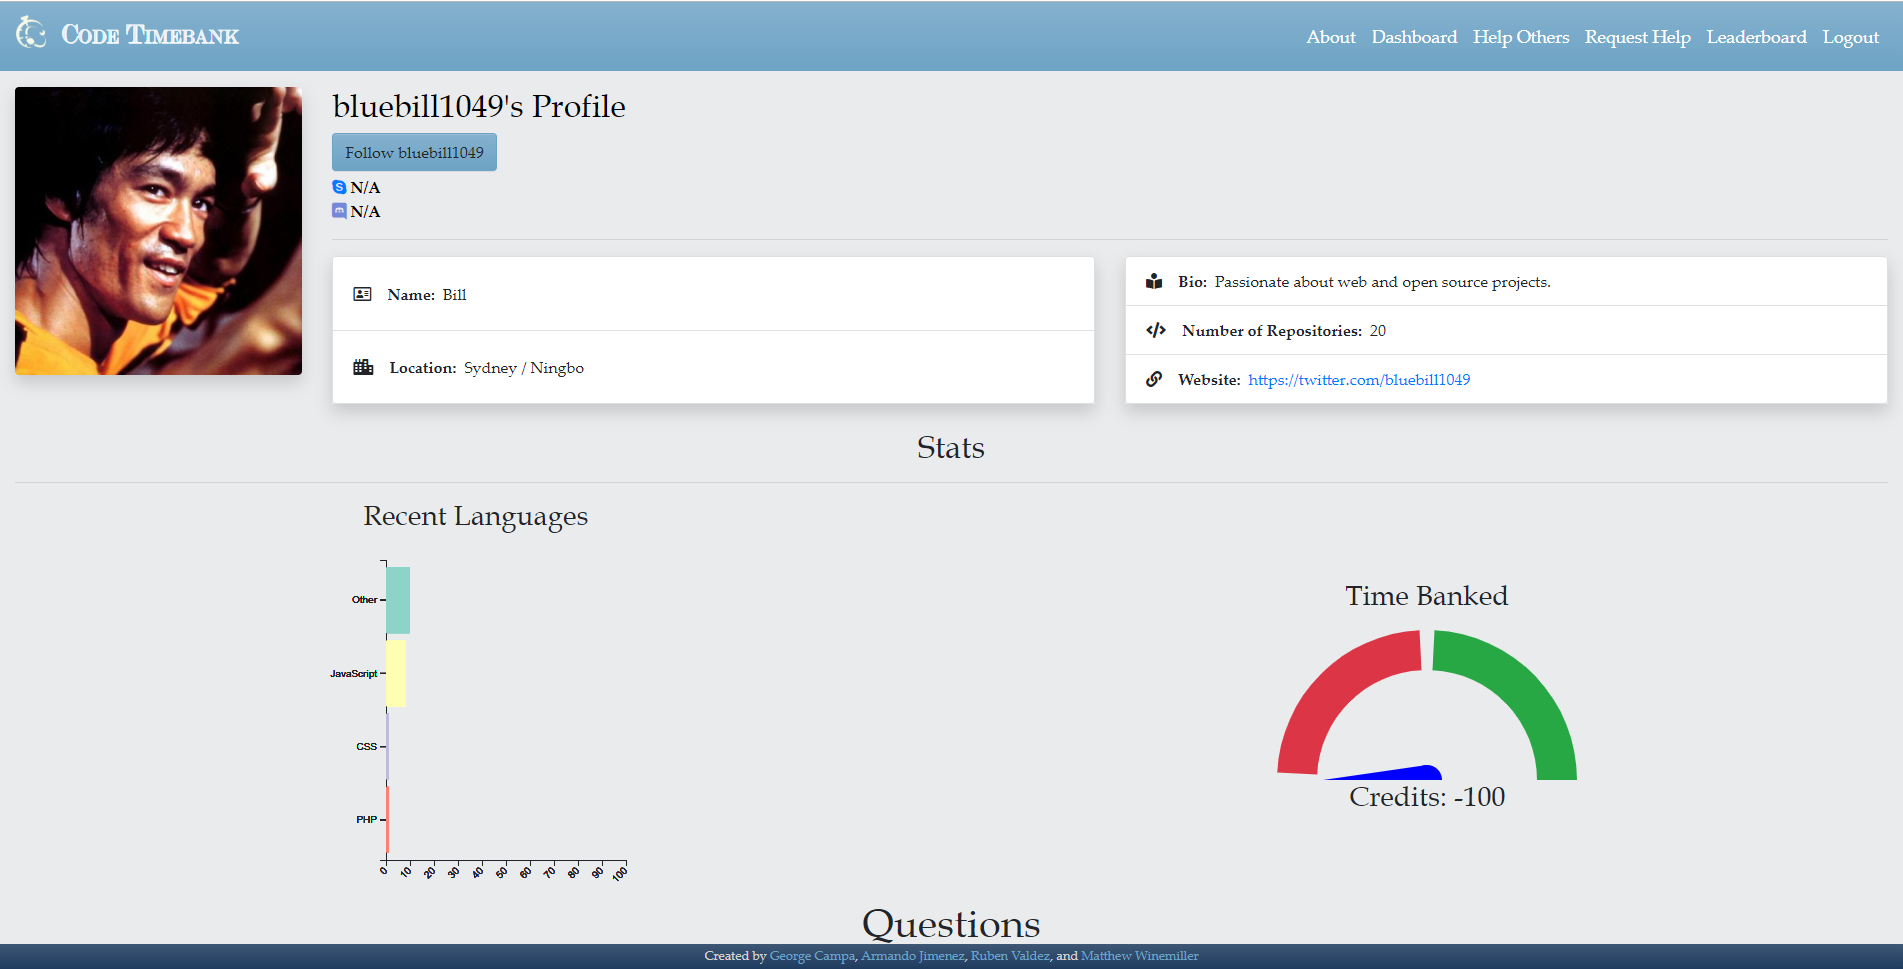 CODE TIMEBANK
About Dashboard Help Others Request Help Leaderboard Logout
bluebill1049's Profile
Follow bluebill1049
N/A
N/A
Name: Bill
Location: Sydney / Ningbo
Bio: Passionate about web and open source projects.
Number of Repositories: 20
Website: https://twitter.com/bluebill1049
Stats
Recent Languages
Other
JavaScript
CSS
PHP
0 10 20 30 40 50 60 70 80 90 100
Time Banked
Credits: -100
Questions
Created by George Campa, Armando Jimenez, Ruben Valdez, and Matthew Winemiller